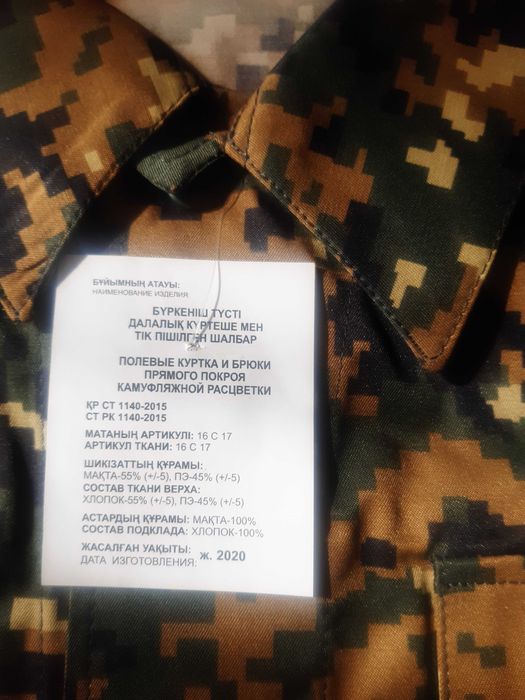 БҰЙЫМНЫҢ АТАУЫ:
НАИМЕНОВАНИЕ ИЗДЕЛИЯ:
БҮРКЕНІШ ТҮСТІ
ДАЛАЛЫҚ КҮРТЕШЕ МЕН
ТІК ПІШІЛГЕН ШАЛБАР
ПОЛЕВЫЕ КУРТКА И БРЮКИ
ПРЯМОГО ПОКРОЯ
КАМУФЛЯЖНОЙ РАСЦВЕТКИ
ҚР СТ 1140-2015
СТ РК 1140-2015
МАТАНЫҢ АРТИКУЛІ: 16 С 17
АРТИКУЛ ТКАНИ: 16 С 17
ШИКІЗАТТЫҢ ҚҰРАМЫ:
МАҚТА-55% (+/-5), ПЭ-45% (+/-5)
СОСТАВ ТКАНИ ВЕРХА:
ХЛОПОК-55% (+/-5), ПЭ-45% (+/-5)
АСТАРДЫҢ ҚҰРАМЫ: МАҚТА-100%
СОСТАВ ПОДКЛАДА: ХЛОПОК-100%
ЖАСАЛҒАН УАҚЫТЫ: ж. 2020
ДАТА ИЗГОТОВЛЕНИЯ: